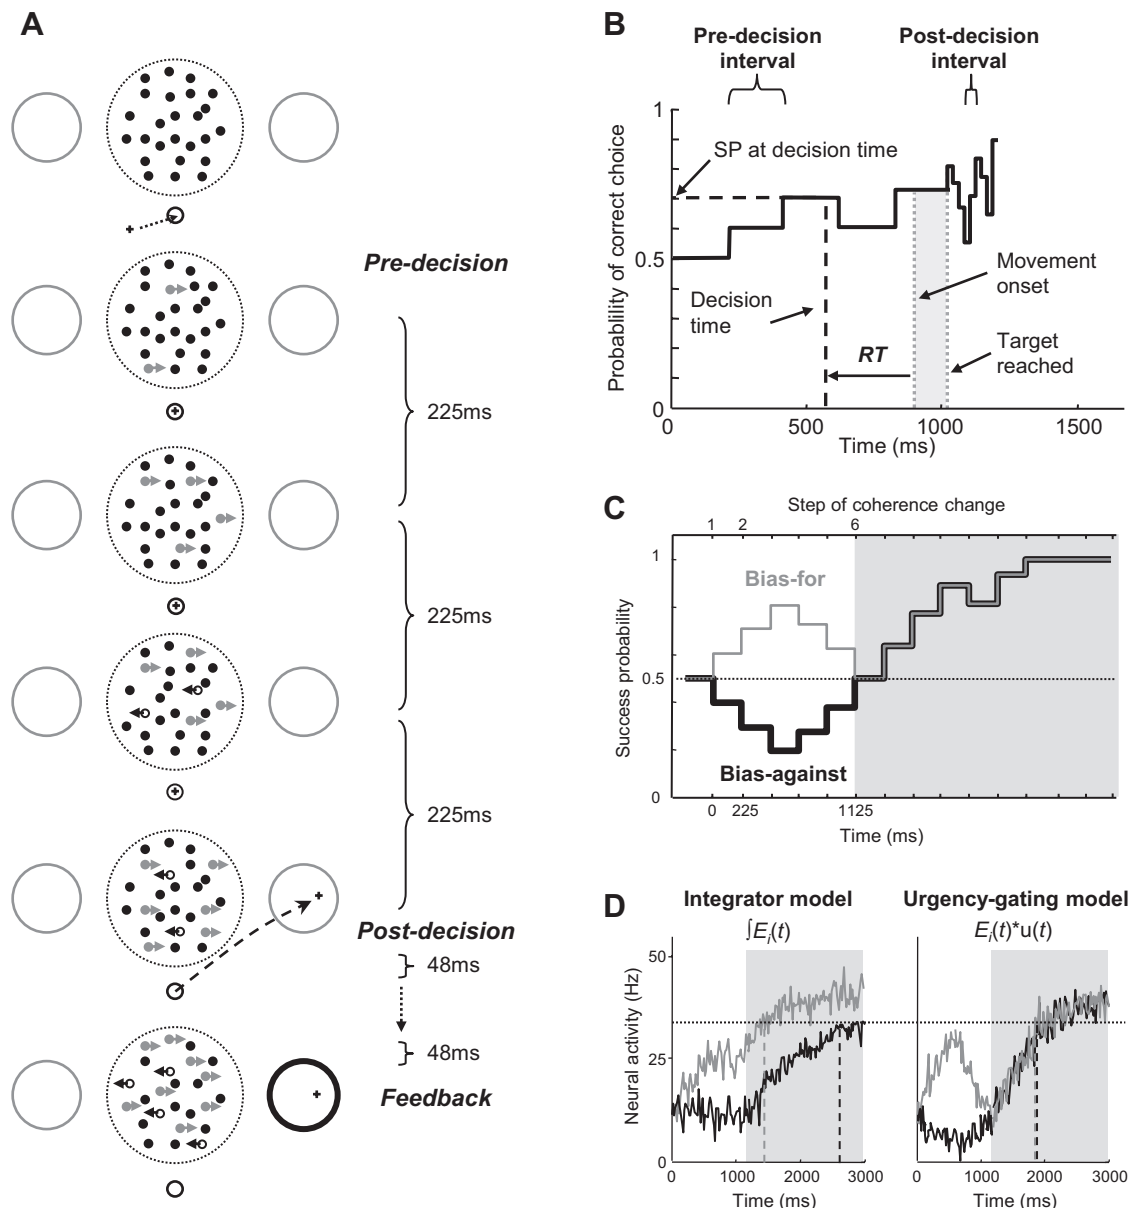 A
Pre-decision
225ms
225ms
225ms
Post-decision
48ms
48ms
Feedback
B
Pre-decision
interval
Post-decision
interval
1
SP at decision time
0.5
Movement
onset
Decision
time
RT
Target
reached
0
Probablility of correct choice
0
500
1000
1500
Time (ms)
C
Step of coherence change
1
2
6
1
Bias-for
0.5
Bias-against
0
Success probability
0
225
1125
Time (ms)
D
Integrator model
∫Ei(t)
Urgency-gating model
Ei(t)*u(t)
50
25
0
Neural activity (Hz)
0
1000
2000
3000
Time (ms)
0
1000
2000
3000
Time (ms)